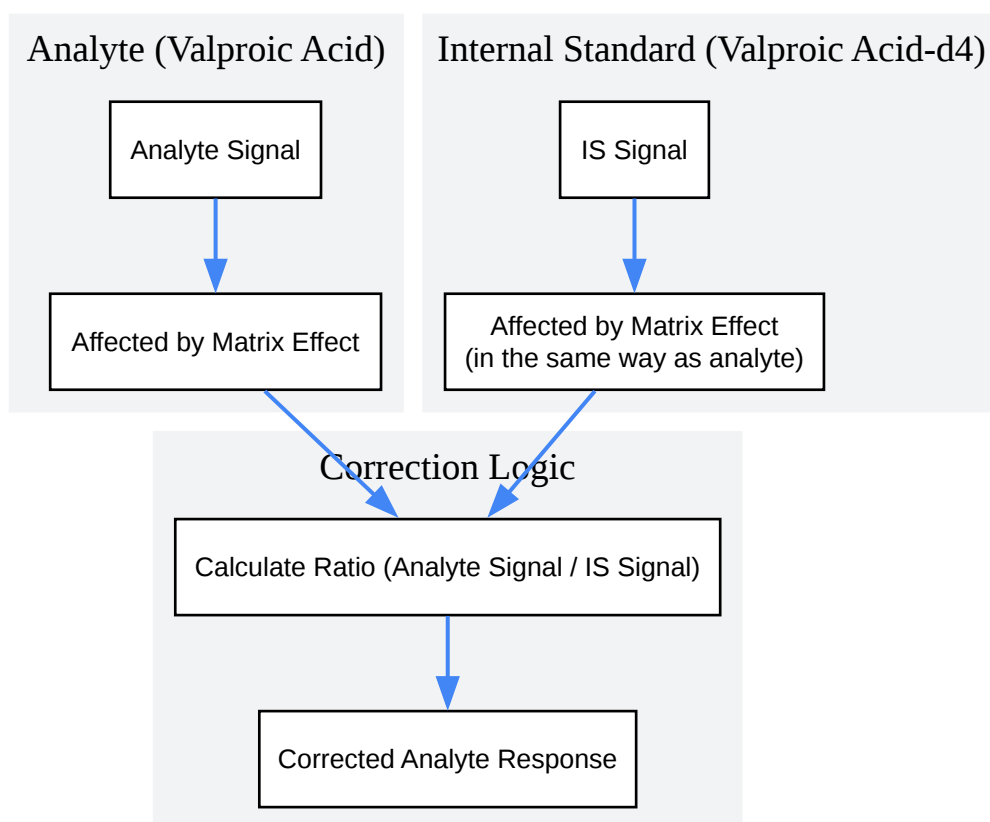 Analyte (Valproic Acid)
Internal Standard (Valproic Acid-d4)
Analyte Signal
IS Signal
Affected by Matrix Effect
Affected by Matrix Effect
(in the same way as analyte)
Correction Logic
Calculate Ratio (Analyte Signal / IS Signal)
Corrected Analyte Response